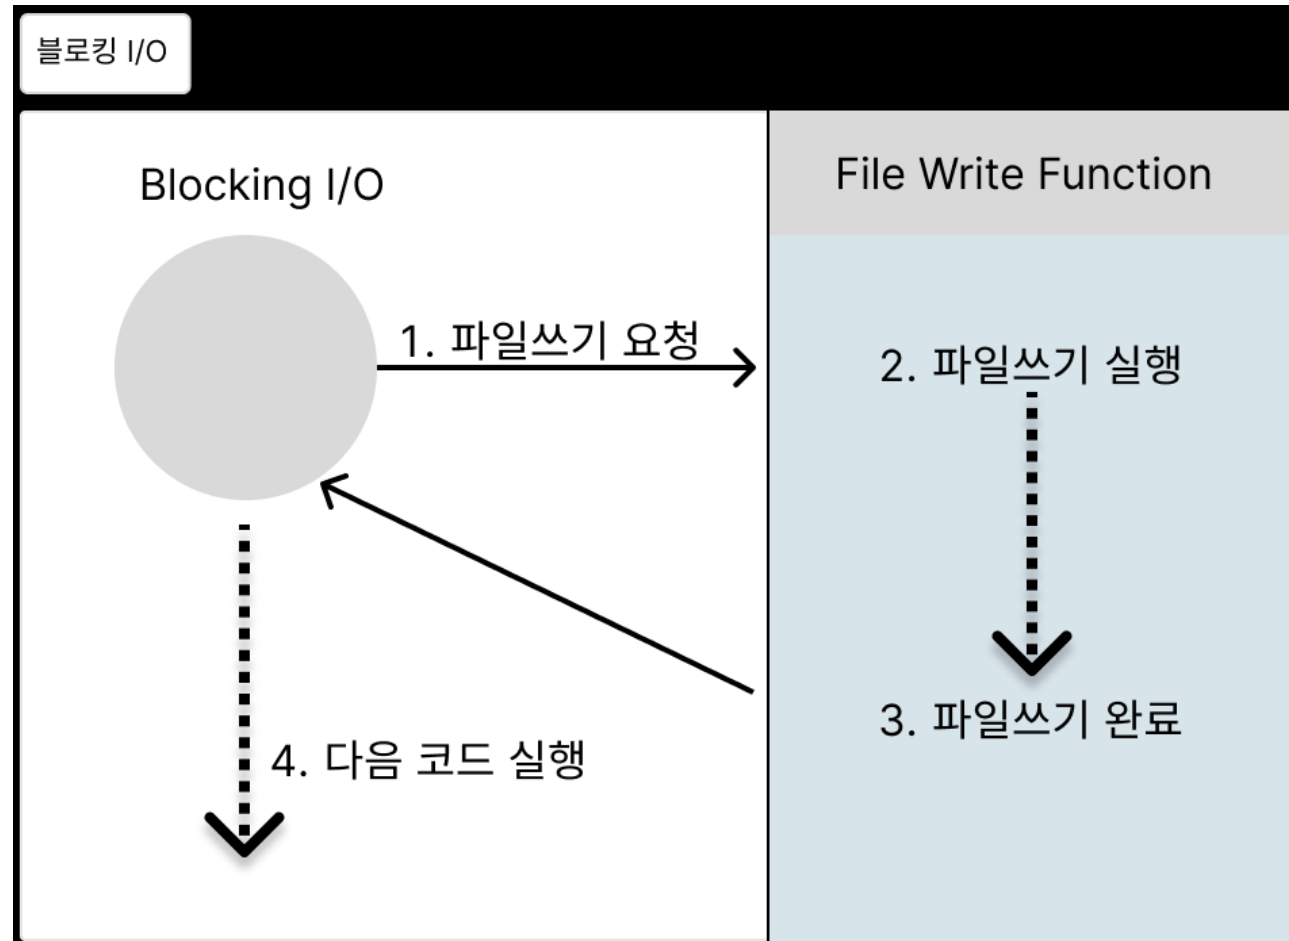 블로킹 I/O
Blocking I/O
File Write Function
1. 파일쓰기 요청
2. 파일쓰기 실행
3. 파일쓰기 완료
4. 다음 코드 실행